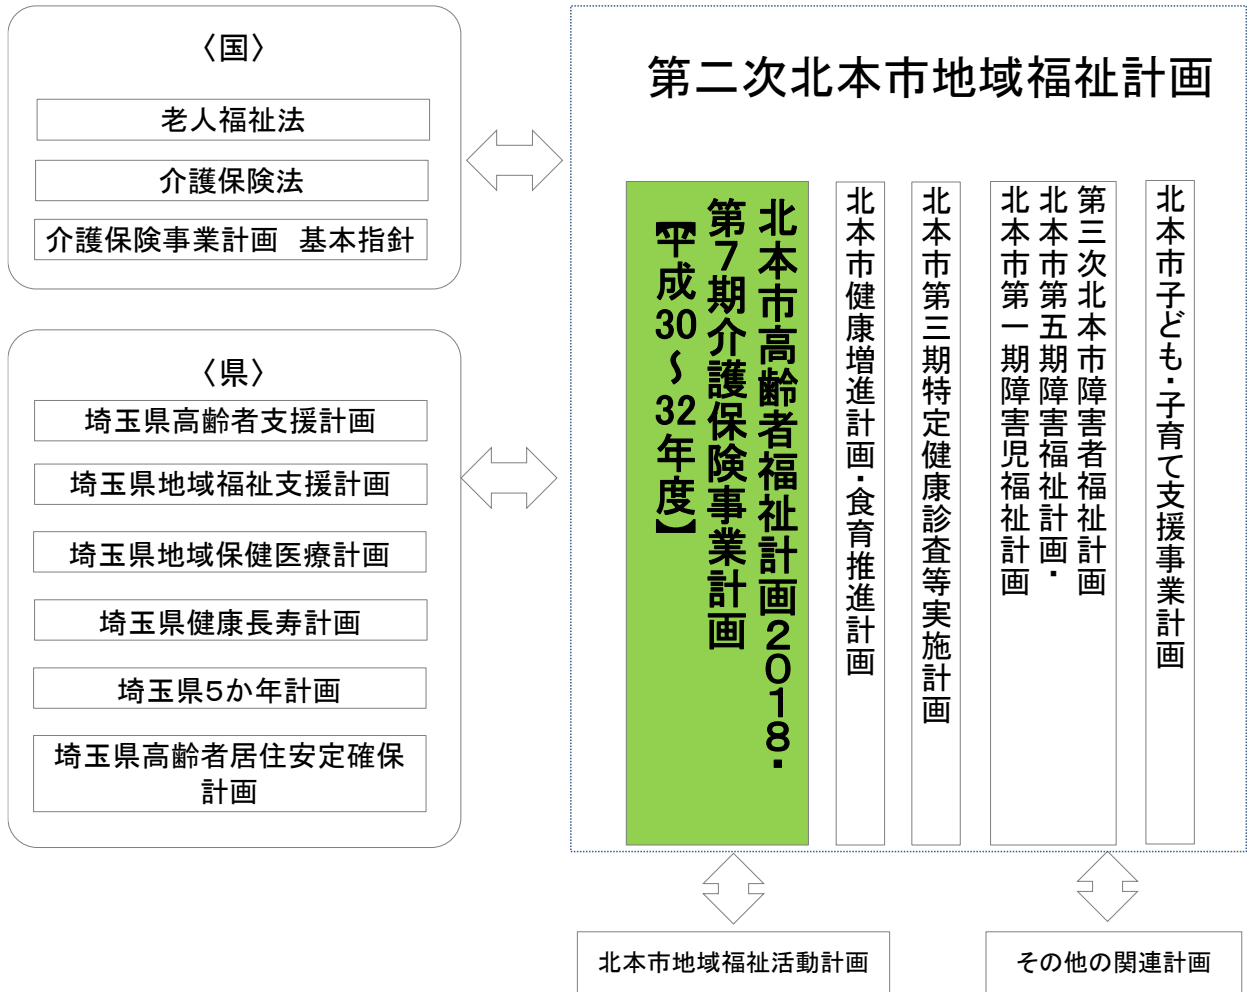 〈国〉
老人福祉法
介護保険法
介護保険事業計画　基本指針
〈県〉
埼玉県高齢者支援計画
埼玉県地域福祉支援計画
埼玉県地域保健医療計画
埼玉県健康長寿計画
埼玉県5か年計画
埼玉県高齢者居住安定確保
計画
第二次北本市地域福祉計画
北本市高齢者福祉計画２０１８・
第７期介護保険事業計画
【平成30～32年度】
北本市健康増進計画・食育推進計画
北本市第三期特定健康診査等実施計画
第三次北本市障害者福祉計画
北本市第五期障害福祉計画・
北本市第一期障害児福祉計画
北本市子ども・子育て支援事業計画
北本市地域福祉活動計画
その他の関連計画